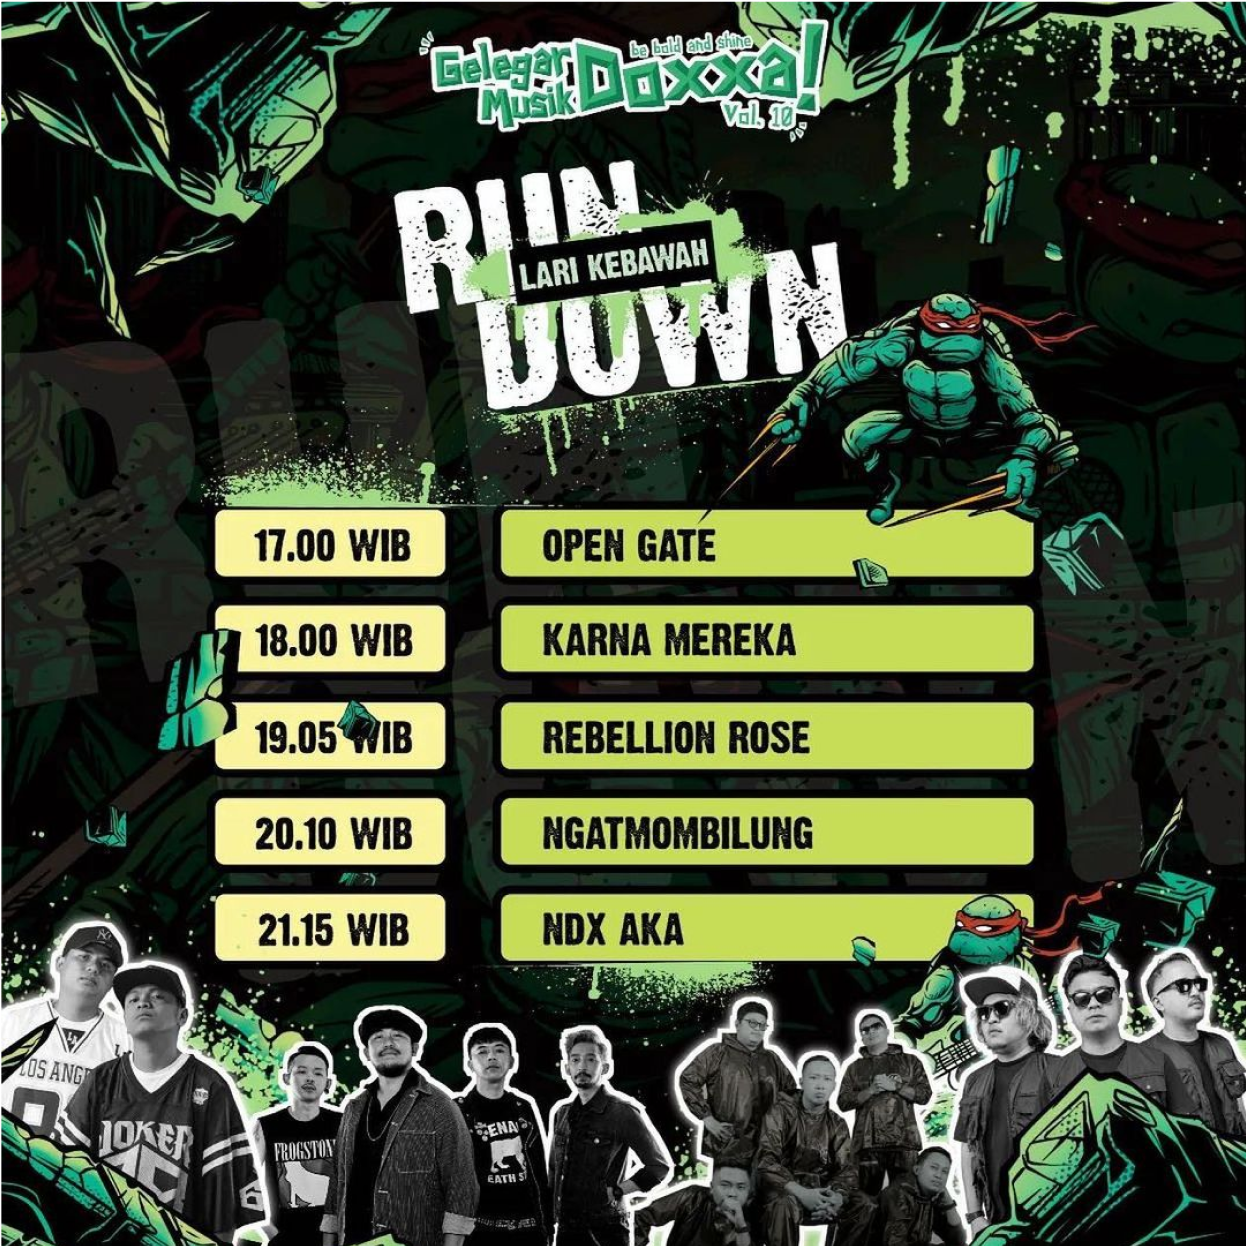 Gelegar
Musik
be bold and shine
Doxxa!
Vol. 10
RUN
LARI KEBAWAH
DOWN
17.00 WIB OPEN GATE
18.00 WIB KARNA MEREKA
19.05 WIB REBELLION ROSE
20.10 WIB NGATMOMBILUNG
21.15 WIB NDX AKA
LOS ANGE
JOKER
FROGSTON